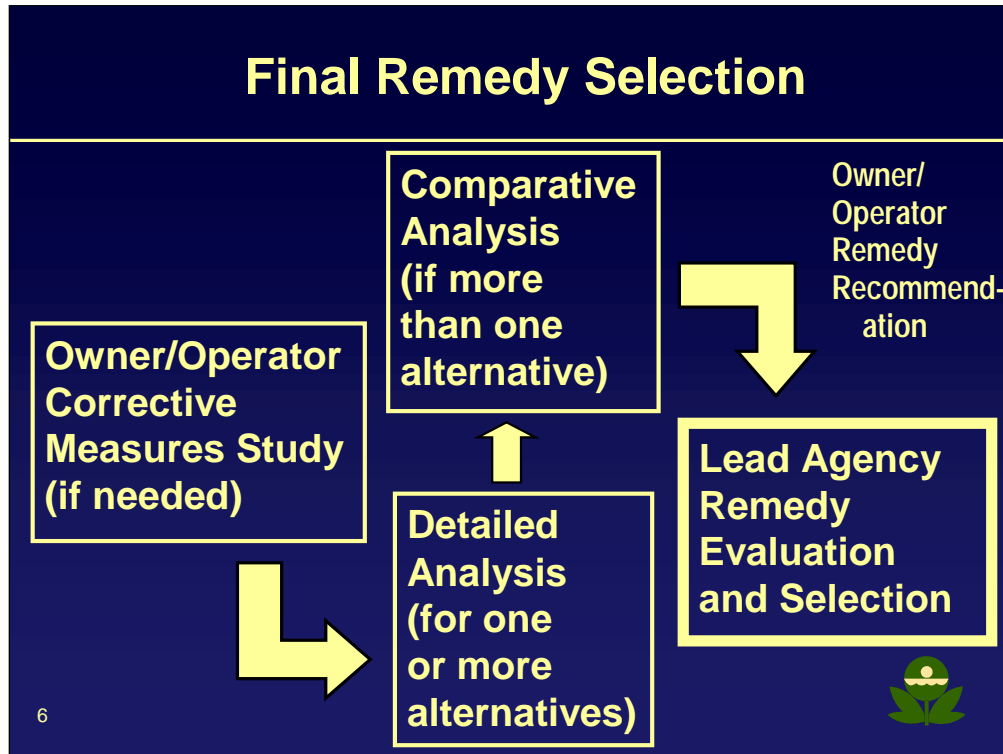 Final Remedy Selection
Owner/Operator
Corrective
Measures Study
(if needed)
Detailed
Analysis
(for one
or more
alternatives)
Comparative
Analysis
(if more
than one
alternative)
Owner/
Operator
Remedy
Recommend-
ation
Lead Agency
Remedy
Evaluation
and Selection
6